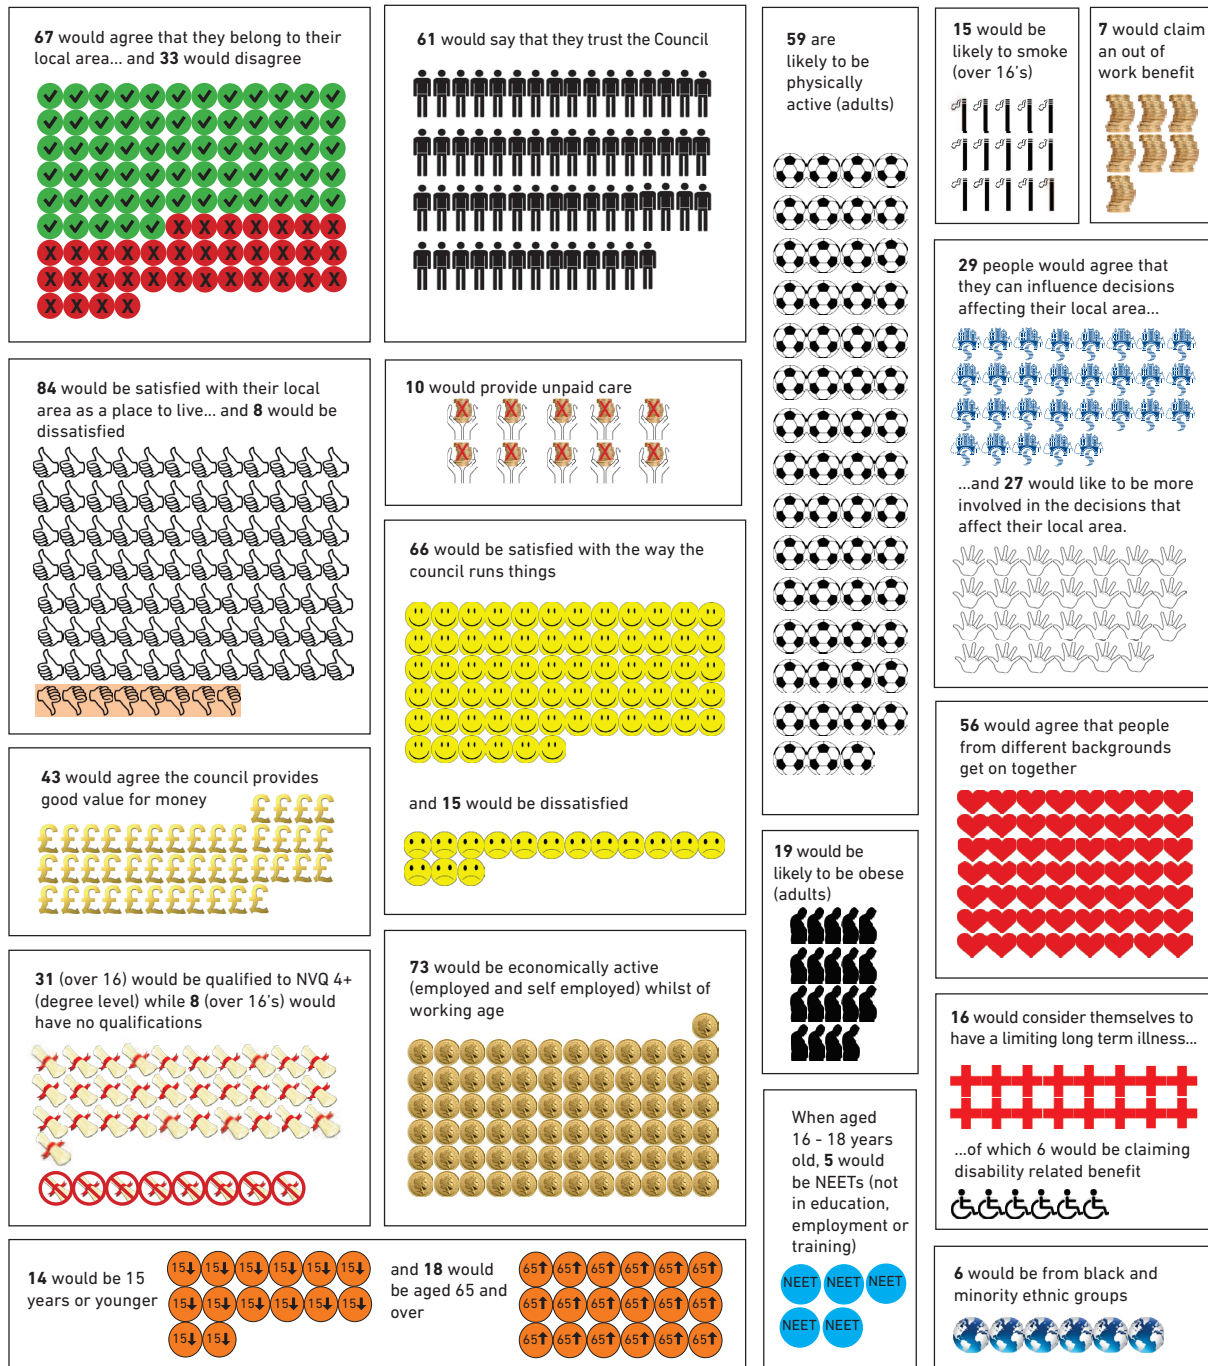 67 would agree that they belong to their
local area... and 33 would disagree
61 would say that they trust the Council
59 are
likely to be
physically
active (adults)
15 would be
likely to smoke
(over 16's)
7 would claim
an out of
work benefit
29 people would agree that
they can influence decisions
affecting their local area...
...and 27 would like to be more
involved in the decisions that
affect their local area.
84 would be satisfied with their local
area as a place to live... and 8 would be
dissatisfied
10 would provide unpaid care
66 would be satisfied with the way the
council runs things
and 15 would be dissatisfied
43 would agree the council provides
good value for money
£ £ £ £
£ £ £ £ £ £ £ £ £ £ £ £ £ £
£ £ £ £ £ £ £ £ £ £ £ £ £ £
£ £ £ £ £ £ £ £ £ £ £
19 would be
likely to be obese
(adults)
56 would agree that people
from different backgrounds
get on together
31 (over 16) would be qualified to NVQ 4+
(degree level) while 8 (over 16's) would
have no qualifications
73 would be economically active
(employed and self employed) whilst of
working age
16 would consider themselves to
have a limiting long term illness...
...of which 6 would be claiming
disability related benefit
When aged
16 - 18 years
old, 5 would
be NEETs (not
in education,
employment or
training)
NEET NEET NEET
NEET NEET
14 would be 15
years or younger
15 15 15 15 15 15
15 15 15 15 15 15
15 15
and 18 would
be aged 65 and
over
65 65 65 65 65 65
65 65 65 65 65 65
65 65 65 65 65 65
6 would be from black and
minority ethnic groups